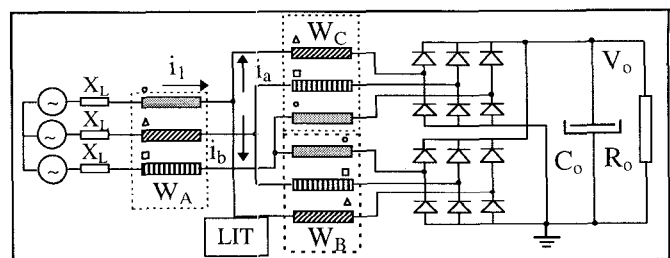 W_C
i_1
i_a
V_o
X_L
X_L
X_L
i_b
C_o
R_o
W_A
LIT
W_B